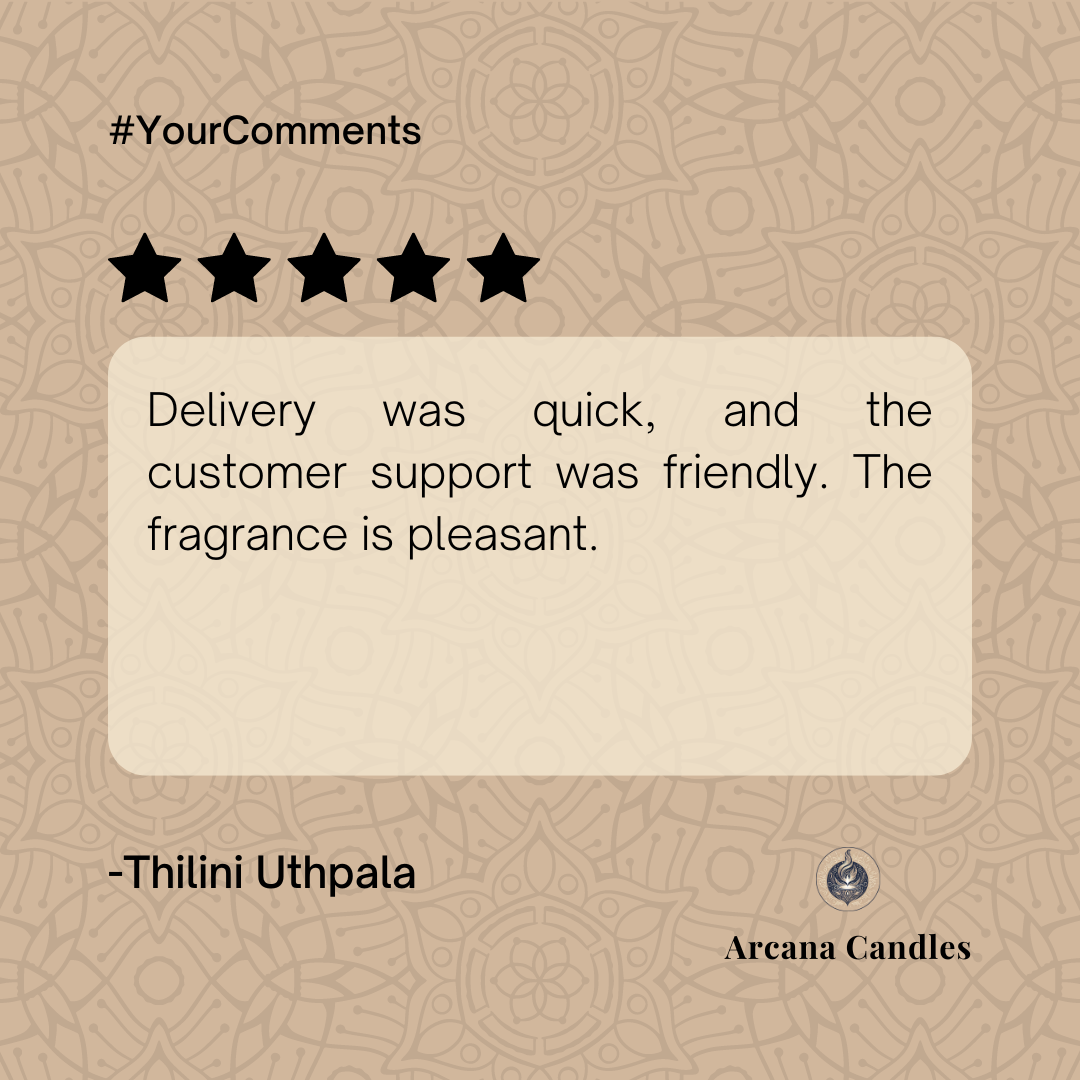 #YourComments
Delivery was quick, and the
customer support was friendly. The
fragrance is pleasant.
-Thilini Uthpala
Arcana Candles